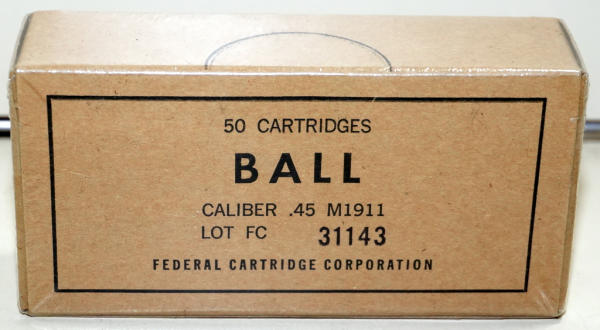 50 CARTRIDGES
BALL
CALIBER .45 M1911
LOT FC 31143
FEDERAL CARTRIDGE CORPORATION